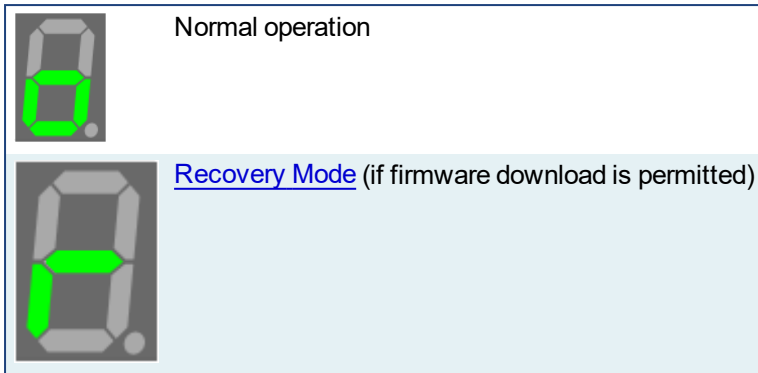 o
Normal operation
r
Recovery Mode (if firmware download is permitted)